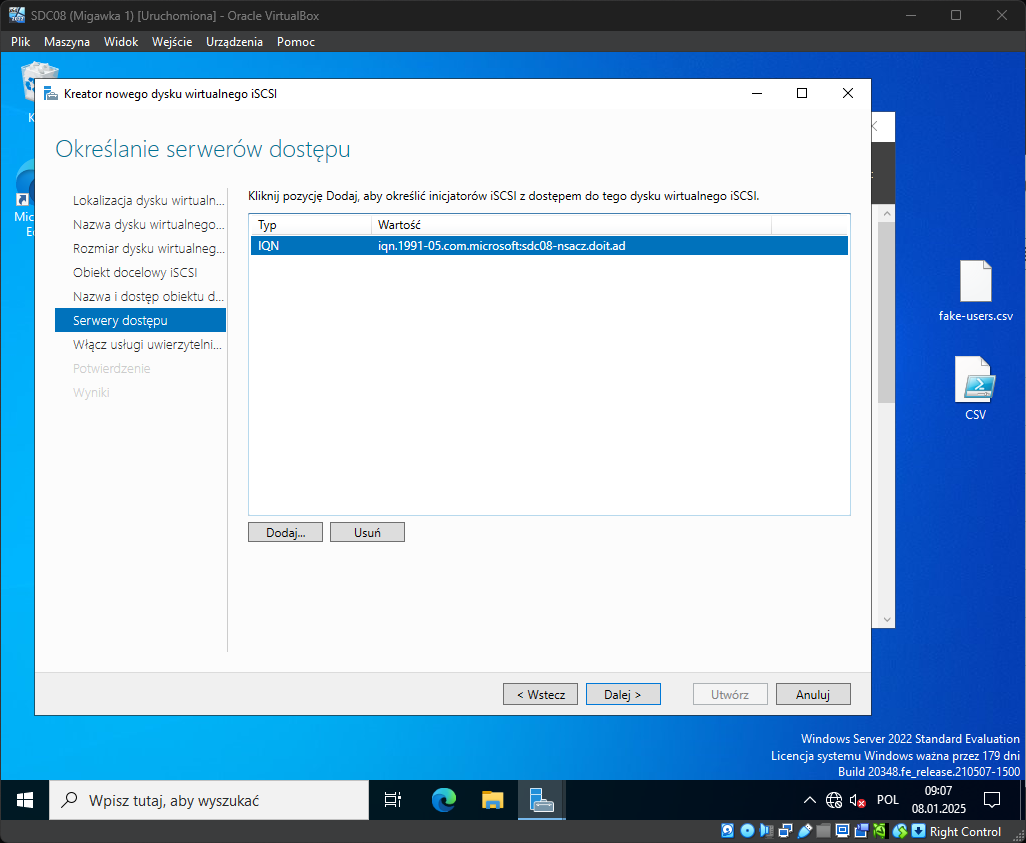 SDC08 (Migawka 1) [Uruchomiona] - Oracle VirtualBox
Plik Maszyna Widok Wejście Urządzenia Pomoc
Kreator nowego dysku wirtualnego iSCSI
Określanie serwerów dostępu
Lokalizacja dysku wirtualn...
Nazwa dysku wirtualnego...
Rozmiar dysku wirtualneg...
Obiekt docelowy iSCSI
Nazwa i dostęp obiektu d...
Serwery dostępu
Włącz usługi uwierzytelni...
Potwierdzenie
Wyniki
Kliknij pozycję Dodaj, aby określić inicjatorów iSCSI z dostępem do tego dysku wirtualnego iSCSI.
Typ Wartość
IQN iqn.1991-05.com.microsoft:sdc08-nsacz.doit.ad
Dodaj... Usuń
< Wstecz Dalej > Utwórz Anuluj
K
Mic
Ed
fake-users.csv
CSV
Windows Server 2022 Standard Evaluation
Licencja systemu Windows ważna przez 179 dni
Build 20348.fe_release.210507-1500
Wpisz tutaj, aby wyszukać
POL
09:07
08.01.2025
Right Control